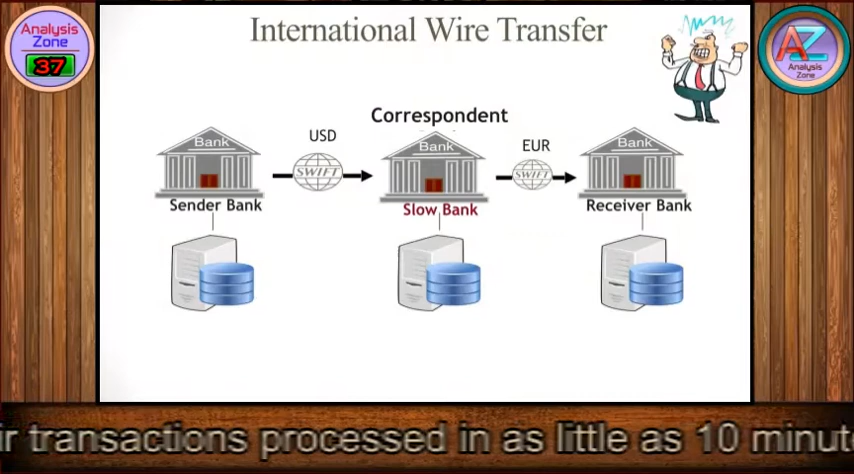 Analysis
Zone
37
International Wire Transfer
AZ
Analysis
Zone
Correspondent
USD
EUR
Bank
SWIFT
Bank
SWIFT
Bank
Sender Bank
Slow Bank
Receiver Bank
transactions processed in as little as 10